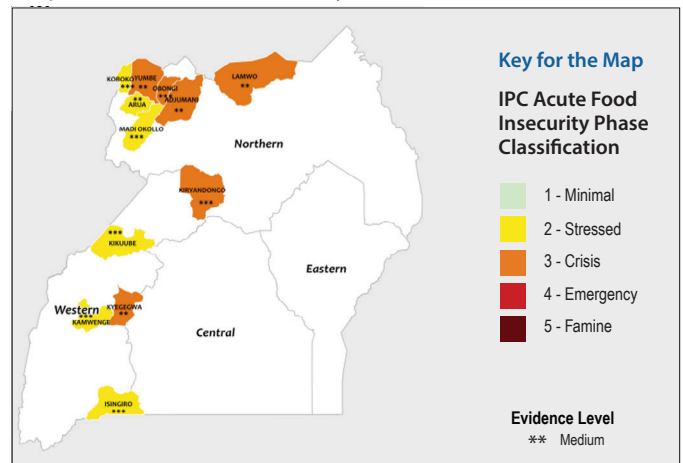 Key for the Map
IPC Acute Food
Insecurity Phase
Classification
1 - Minimal
2 - Stressed
3 - Crisis
4 - Emergency
5 - Famine
Evidence Level
** Medium
KOROKO
YUMBE
***
**
OBONGI
***
ADJUMANI
**
LAMWO
**
**
ARUA
MADI OKOLLO
***
Northern
KIRYANDONGO
***
***
KIKUUBE
Eastern
Western
KYEGEGWA
**
***
KAMWENGE
Central
ISINGIRO
***